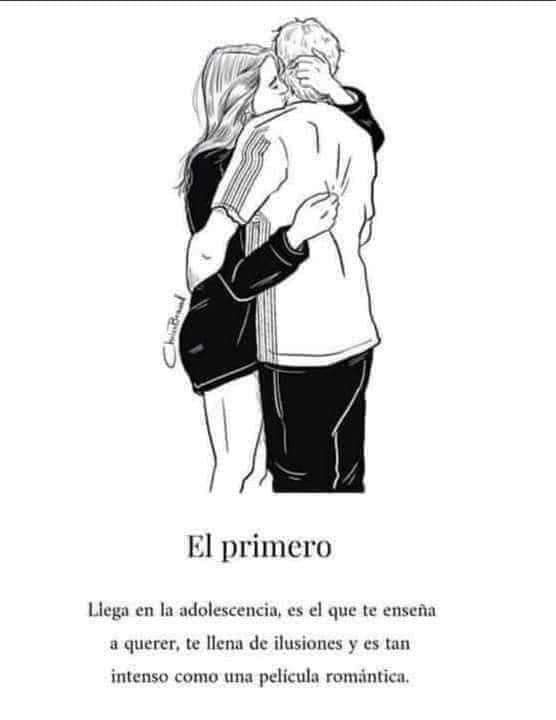 El primero
Llega en la adolescencia, es el que te enseña
a querer, te llena de ilusiones y es tan
intenso como una película romántica.